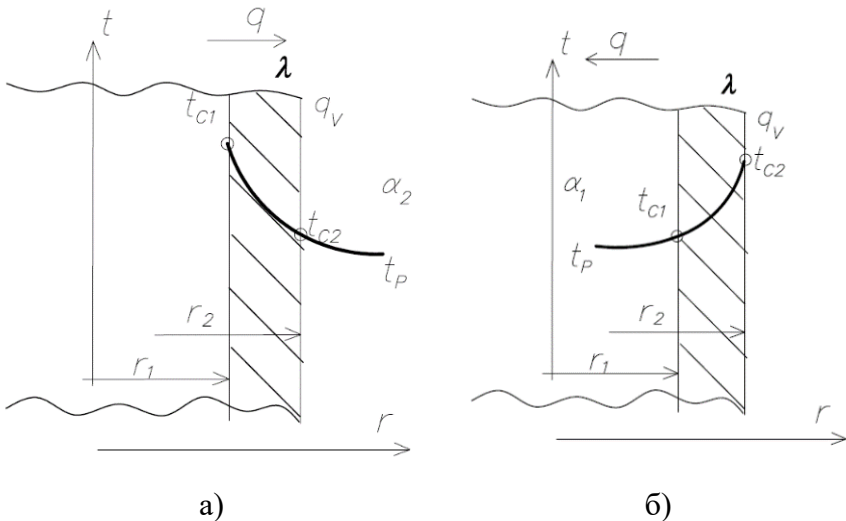 q
t
λ
t_C1
q_v
α_2
t_C2
t_P
r_2
r_1
r
а)
q
t
λ
q_v
t_C2
α_1
t_C1
t_P
r_2
r_1
r
б)